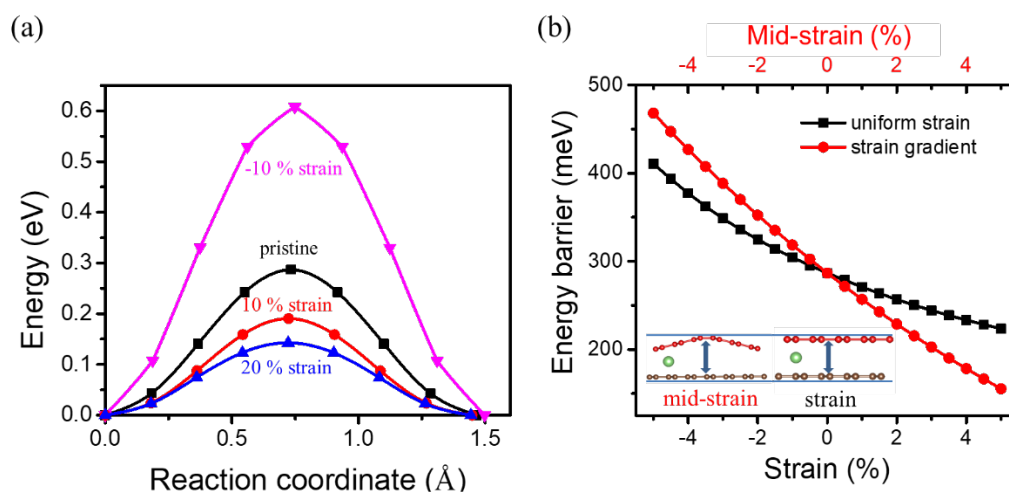 (a)
0.6
0.5
0.4
0.3
0.2
0.1
0.0
Energy (eV)
-10 % strain
pristine
10 % strain
20 % strain
0.0 0.5 1.0 1.5
Reaction coordinate (Å)
(b)
Mid-strain (%)
-4 -2 0 2 4
500
400
300
200
Energy barrier (meV)
uniform strain
strain gradient
mid-strain
strain
-4 -2 0 2 4
Strain (%)